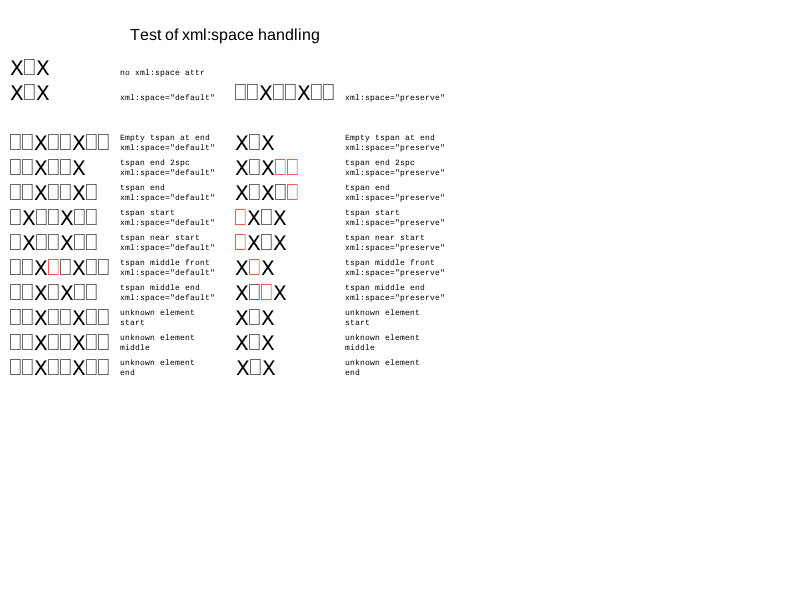 Test of xml:space handling
X□X no xml:space attr
X□X xml:space="default" □□X□□X□□ xml:space="preserve"
□□X□□X□□ Empty tspan at end X□X Empty tspan at end
xml:space="default" xml:space="preserve"
□□X□□X tspan end 2spc X□X□□ tspan end 2spc
xml:space="default" xml:space="preserve"
□□X□□X□ tspan end X□X□□ tspan end
xml:space="default" xml:space="preserve"
□X□□X□□ tspan start □X□X tspan start
xml:space="default" xml:space="preserve"
□X□□X□□ tspan near start □X□X tspan near start
xml:space="default" xml:space="preserve"
□□X□□X□□ tspan middle front X□X tspan middle front
xml:space="default" xml:space="preserve"
□□X□X□□ tspan middle end X□□X tspan middle end
xml:space="default" xml:space="preserve"
□□X□□X□□ unknown element X□X unknown element
start start
□□X□□X□□ unknown element X□X unknown element
middle middle
□□X□□X□□ unknown element X□X unknown element
end end